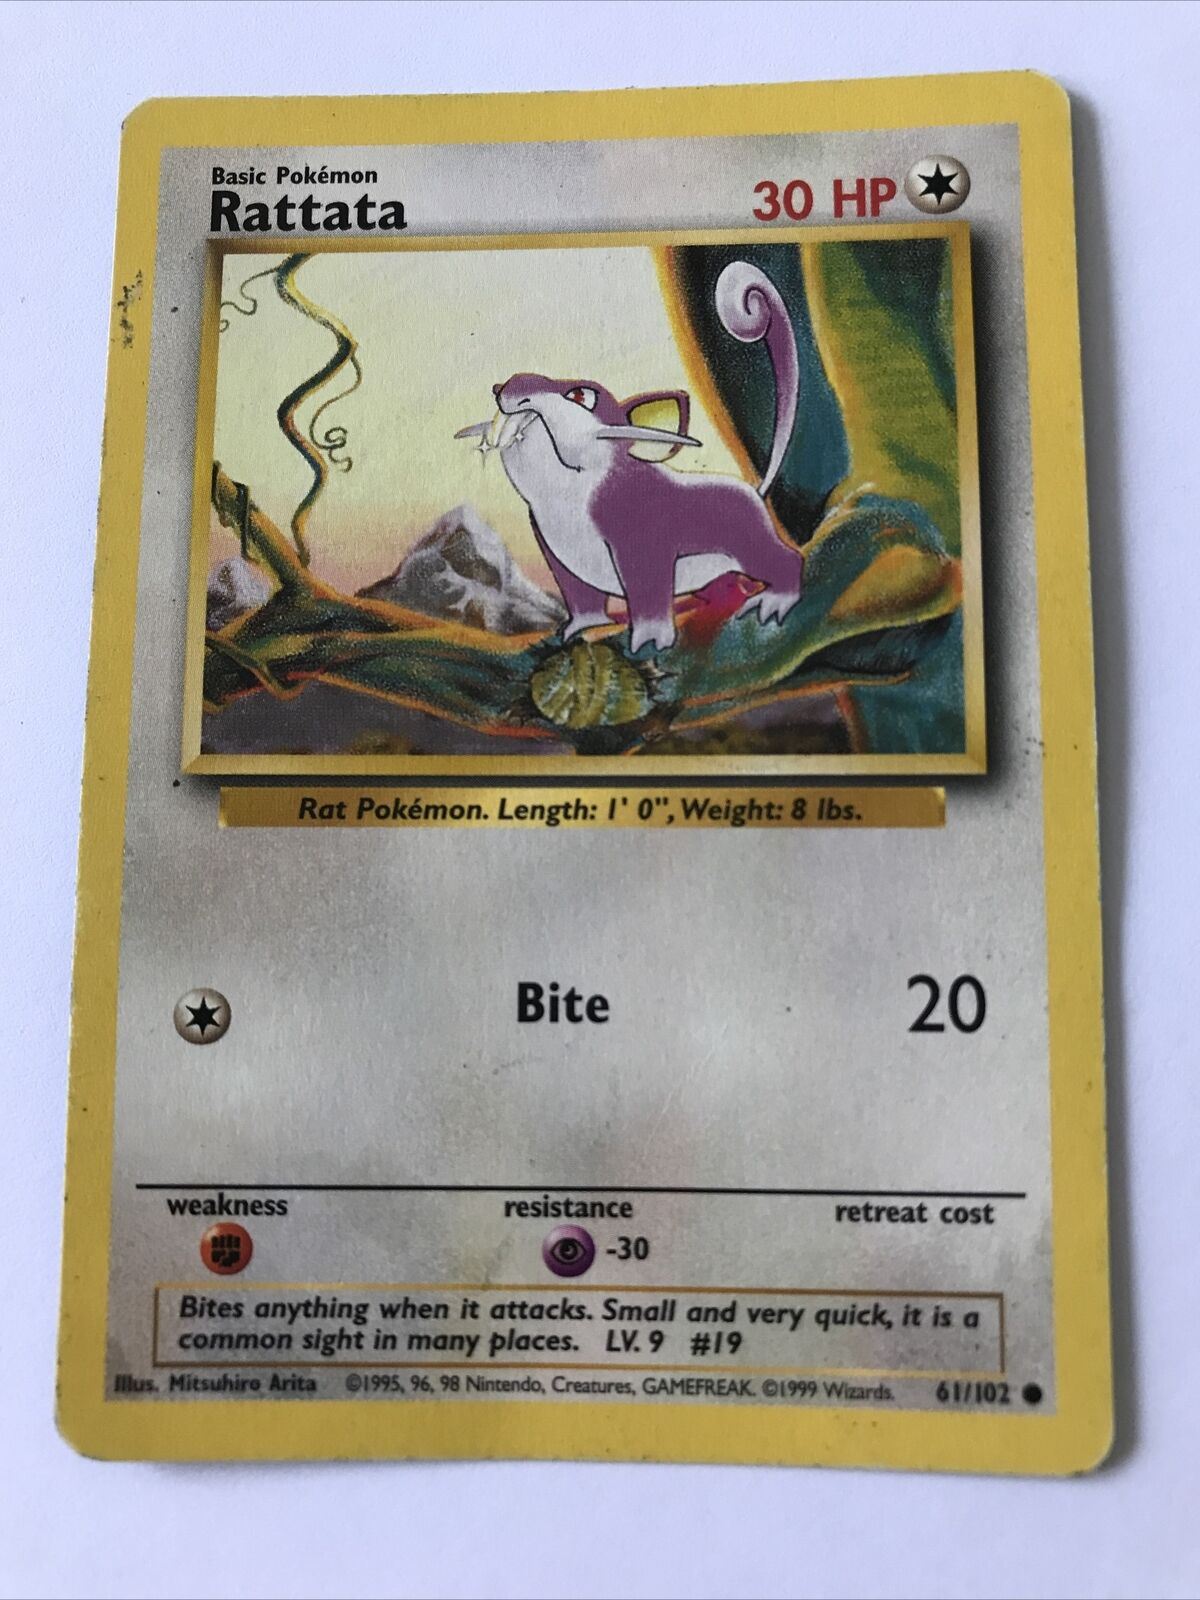 Basic Pokémon
Rattata
30 HP
Rat Pokémon. Length: 1' 0", Weight: 8 lbs.
Bite 20
weakness resistance retreat cost
-30
Bites anything when it attacks. Small and very quick, it is a
common sight in many places. LV. 9 #19
Illus. Mitsuhiro Arita ©1995, 96, 98 Nintendo, Creatures, GAMEFREAK. ©1999 Wizards. 61/102